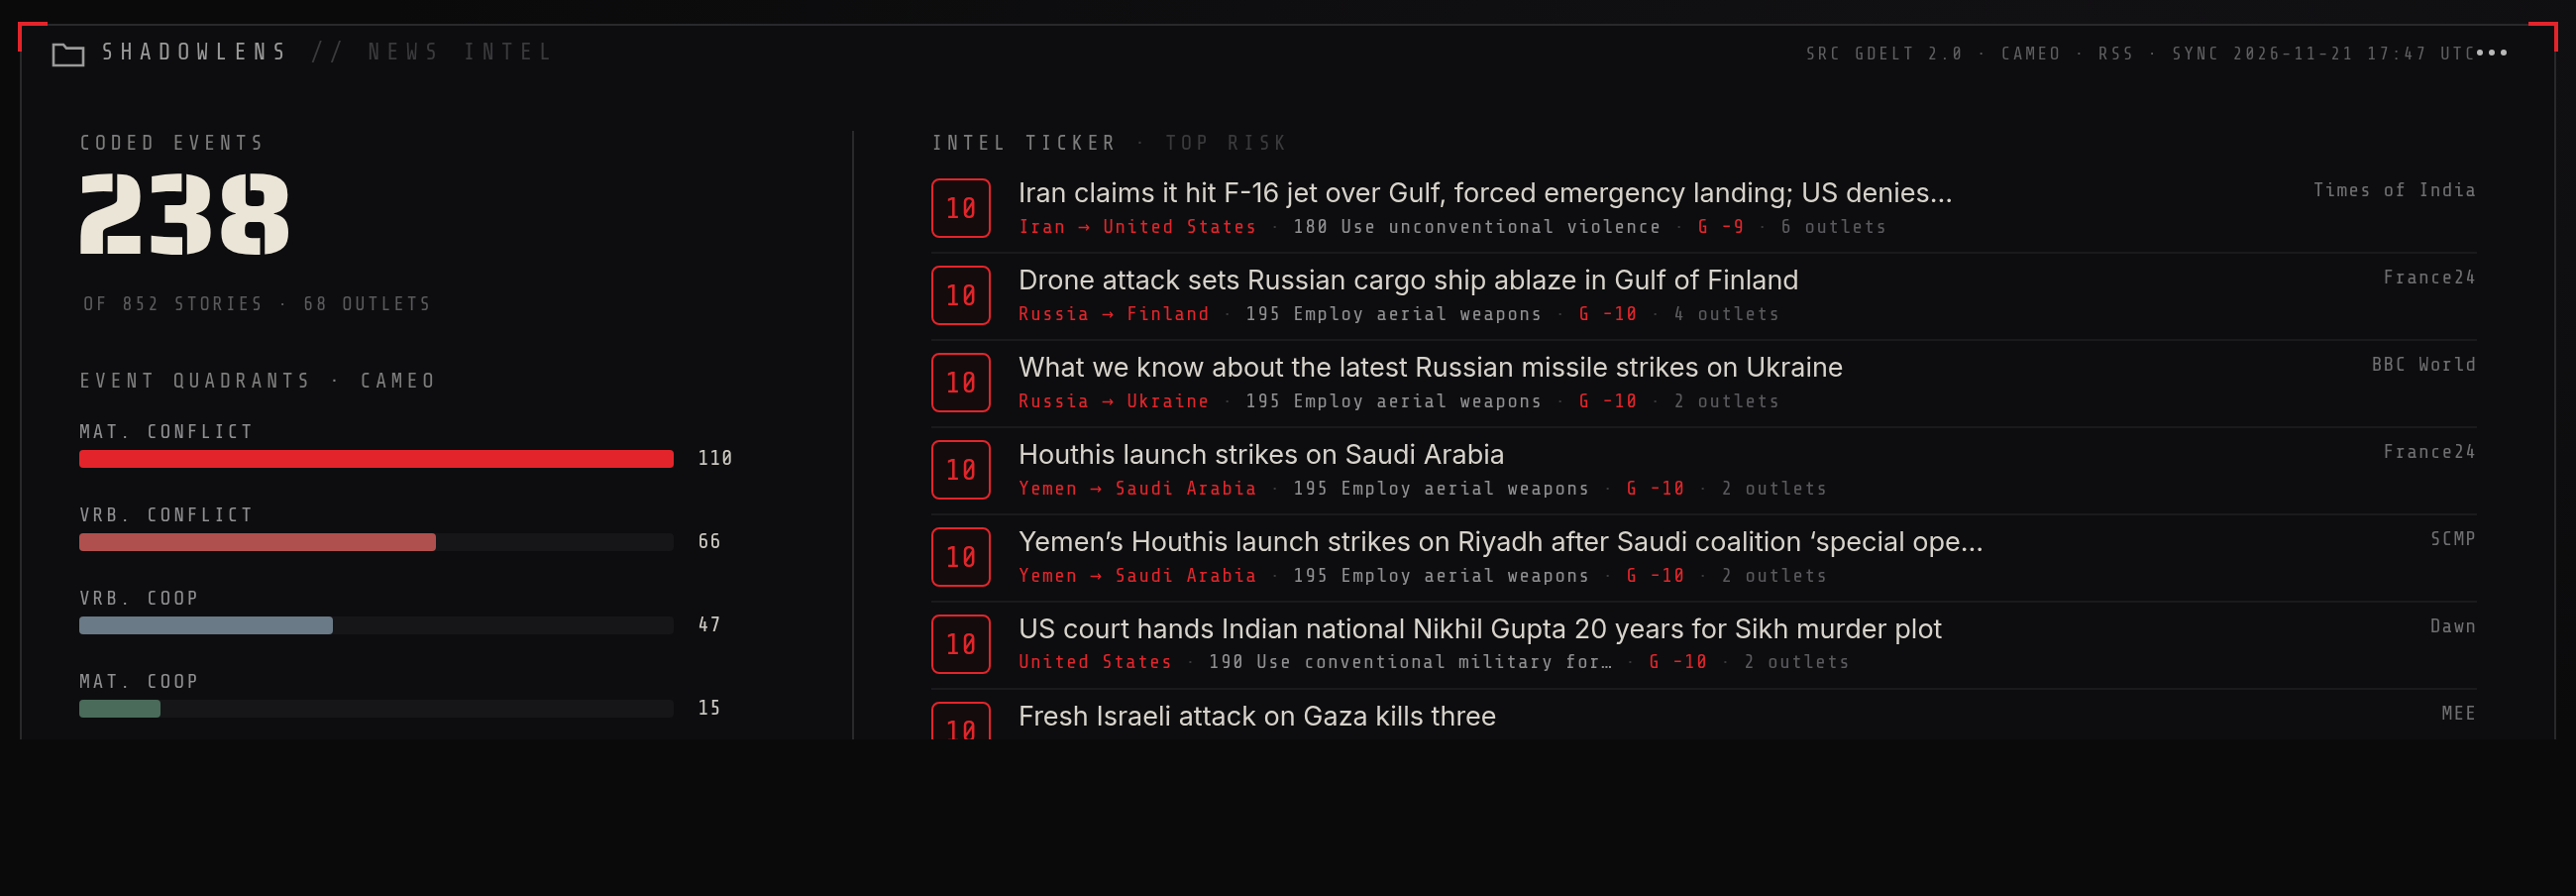 SHADOWLENS // NEWS INTEL
SRC GDELT 2.0 · CAMEO · RSS · SYNC 2026-11-21 17:47 UTC
CODED EVENTS
238
OF 852 STORIES · 68 OUTLETS
EVENT QUADRANTS · CAMEO
MAT. CONFLICT
110
VRB. CONFLICT
66
VRB. COOP
47
MAT. COOP
15
INTEL TICKER · TOP RISK
10
Iran claims it hit F-16 jet over Gulf, forced emergency landing; US denies…
Times of India
Iran → United States · 180 Use unconventional violence · G -9 · 6 outlets
10
Drone attack sets Russian cargo ship ablaze in Gulf of Finland
France24
Russia → Finland · 195 Employ aerial weapons · G -10 · 4 outlets
10
What we know about the latest Russian missile strikes on Ukraine
BBC World
Russia → Ukraine · 195 Employ aerial weapons · G -10 · 2 outlets
10
Houthis launch strikes on Saudi Arabia
France24
Yemen → Saudi Arabia · 195 Employ aerial weapons · G -10 · 2 outlets
10
Yemen’s Houthis launch strikes on Riyadh after Saudi coalition ‘special ope…
SCMP
Yemen → Saudi Arabia · 195 Employ aerial weapons · G -10 · 2 outlets
10
US court hands Indian national Nikhil Gupta 20 years for Sikh murder plot
Dawn
United States · 190 Use conventional military for… · G -10 · 2 outlets
10
Fresh Israeli attack on Gaza kills three
MEE